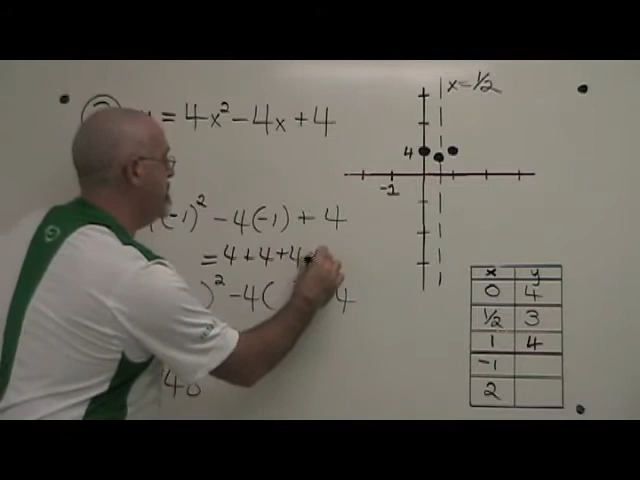 = 4x² - 4x + 4
(-1)² - 4(-1) + 4
= 4 + 4 + 4
)² - 4( 4
x = 1/2
4
-1
x y
0 4
1/2 3
1 4
-1
2